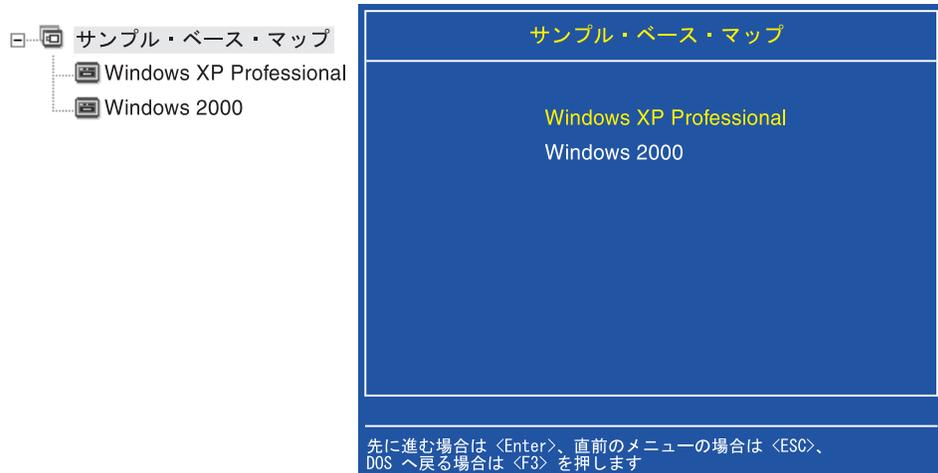 サンプル・ベース・マップ
Windows XP Professional
Windows 2000
サンプル・ベース・マップ
Windows XP Professional
Windows 2000
先に進む場合は <Enter>、直前のメニューの場合は <ESC>、
DOS へ戻る場合は <F3> を押します